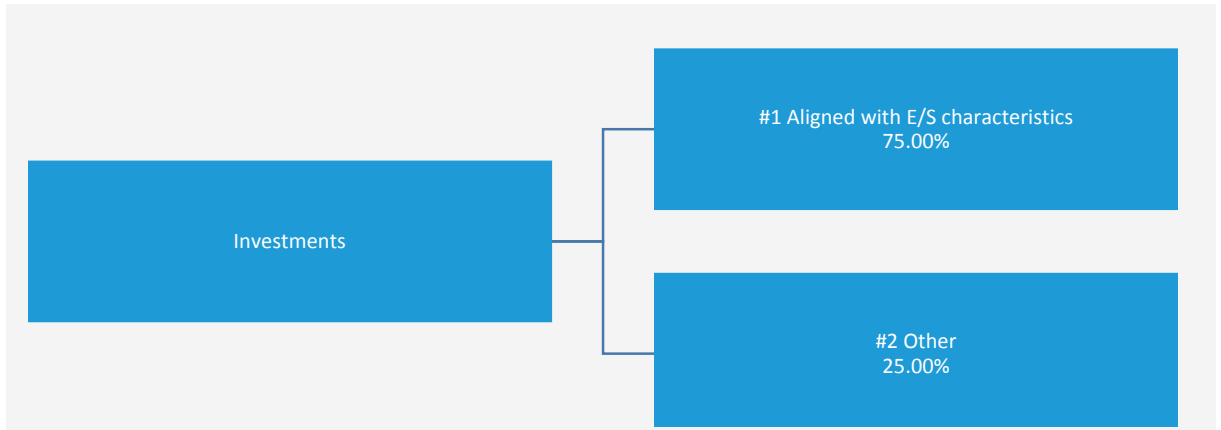 #1 Aligned with E/S characteristics
75.00%
Investments
#2 Other
25.00%